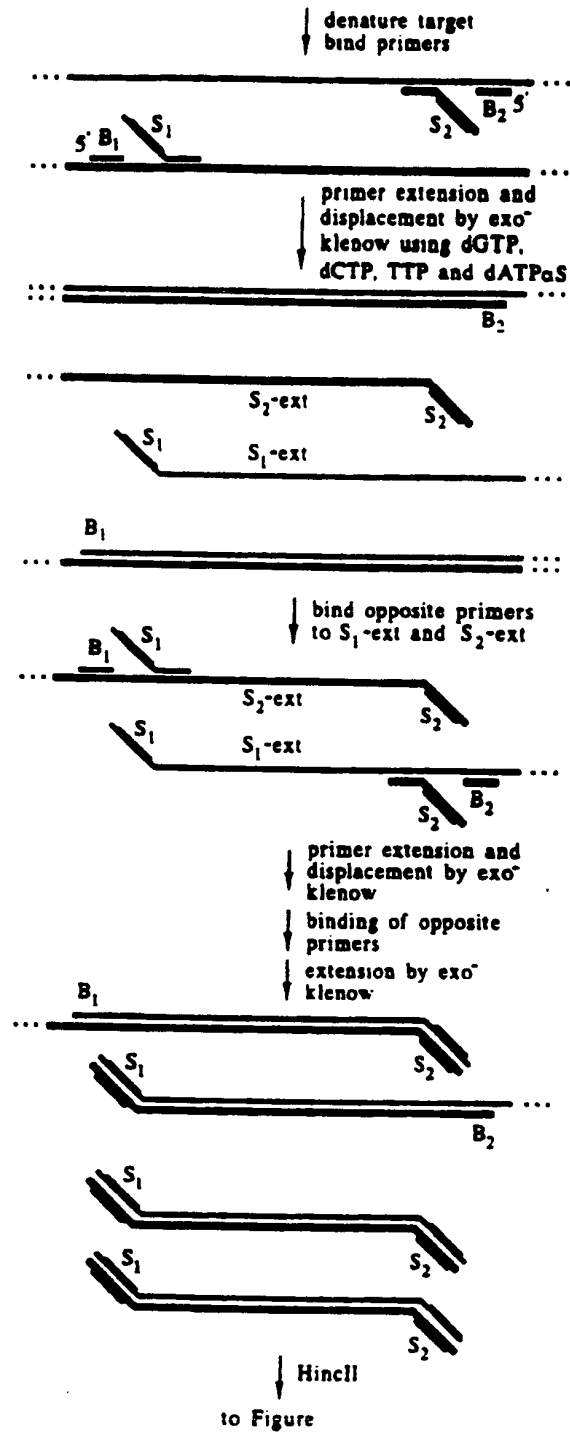 denature target
bind primers
... ...
5' B₁ S₁ S₂ B₂ 5'
... ...
primer extension and
displacement by exo⁻
klenow using dGTP,
dCTP, TTP and dATPαS
... ...
B₂
...
S₂-ext S₂
S₁ S₁-ext
...
B₁
... ...
bind opposite primers
to S₁-ext and S₂-ext
B₁ S₁
...
S₂-ext S₂
S₁ S₁-ext
...
S₂ B₂
primer extension and
displacement by exo⁻
klenow
binding of opposite
primers
extension by exo⁻
klenow
B₁
...
S₂
S₁
...
B₂
S₁
S₂
S₁
S₂
HincII
to Figure